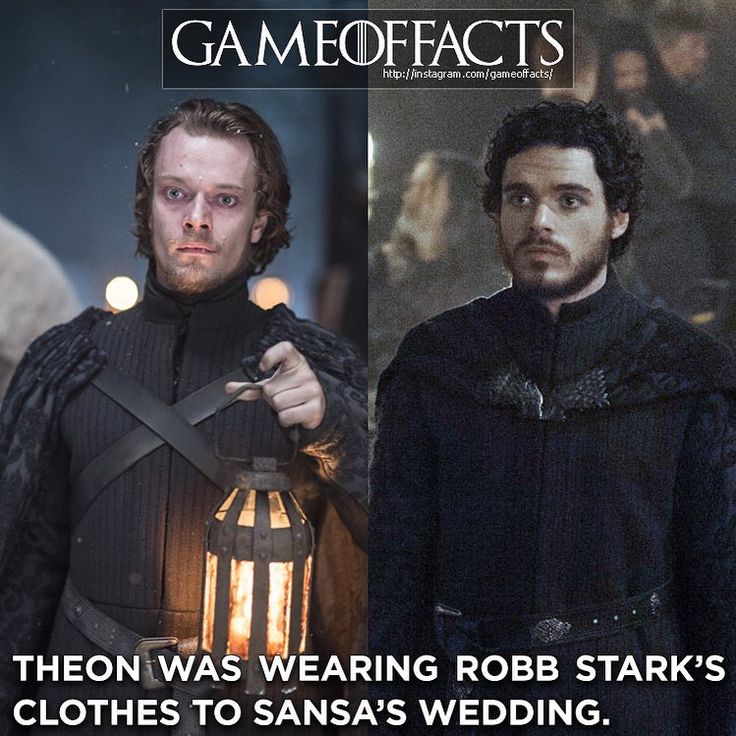 GAMEOFFACTS
http://instagram.com/gameoffacts/
THEON WAS WEARING ROBB STARK'S
CLOTHES TO SANSA'S WEDDING.